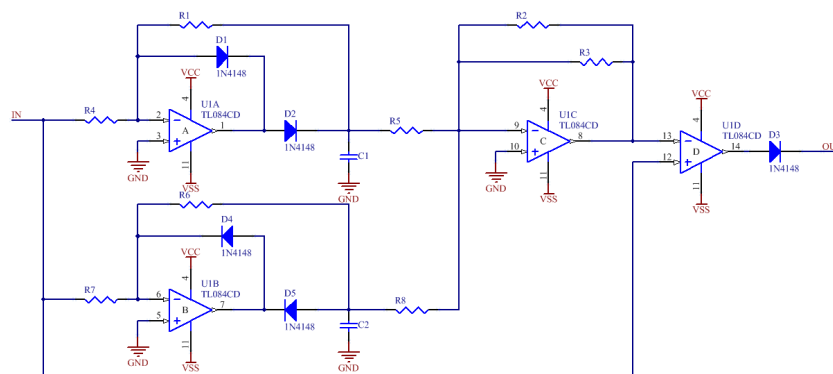 R1
R2
D1
R3
VCC
1N4148
U1A
TL084CD
D2
VCC
U1C
TL084CD
VCC
U1D
TL084CD
D3
IN
R4
2
4
A
1
R5
9
4
C
8
13
4
D
14
OU
3
1N4148
C1
10
12
1N4148
GND
11
VSS
GND
GND
11
VSS
11
VSS
R6
D4
VCC
1N4148
U1B
TL084CD
D5
R7
6
4
B
7
R8
5
1N4148
C2
GND
11
VSS
GND